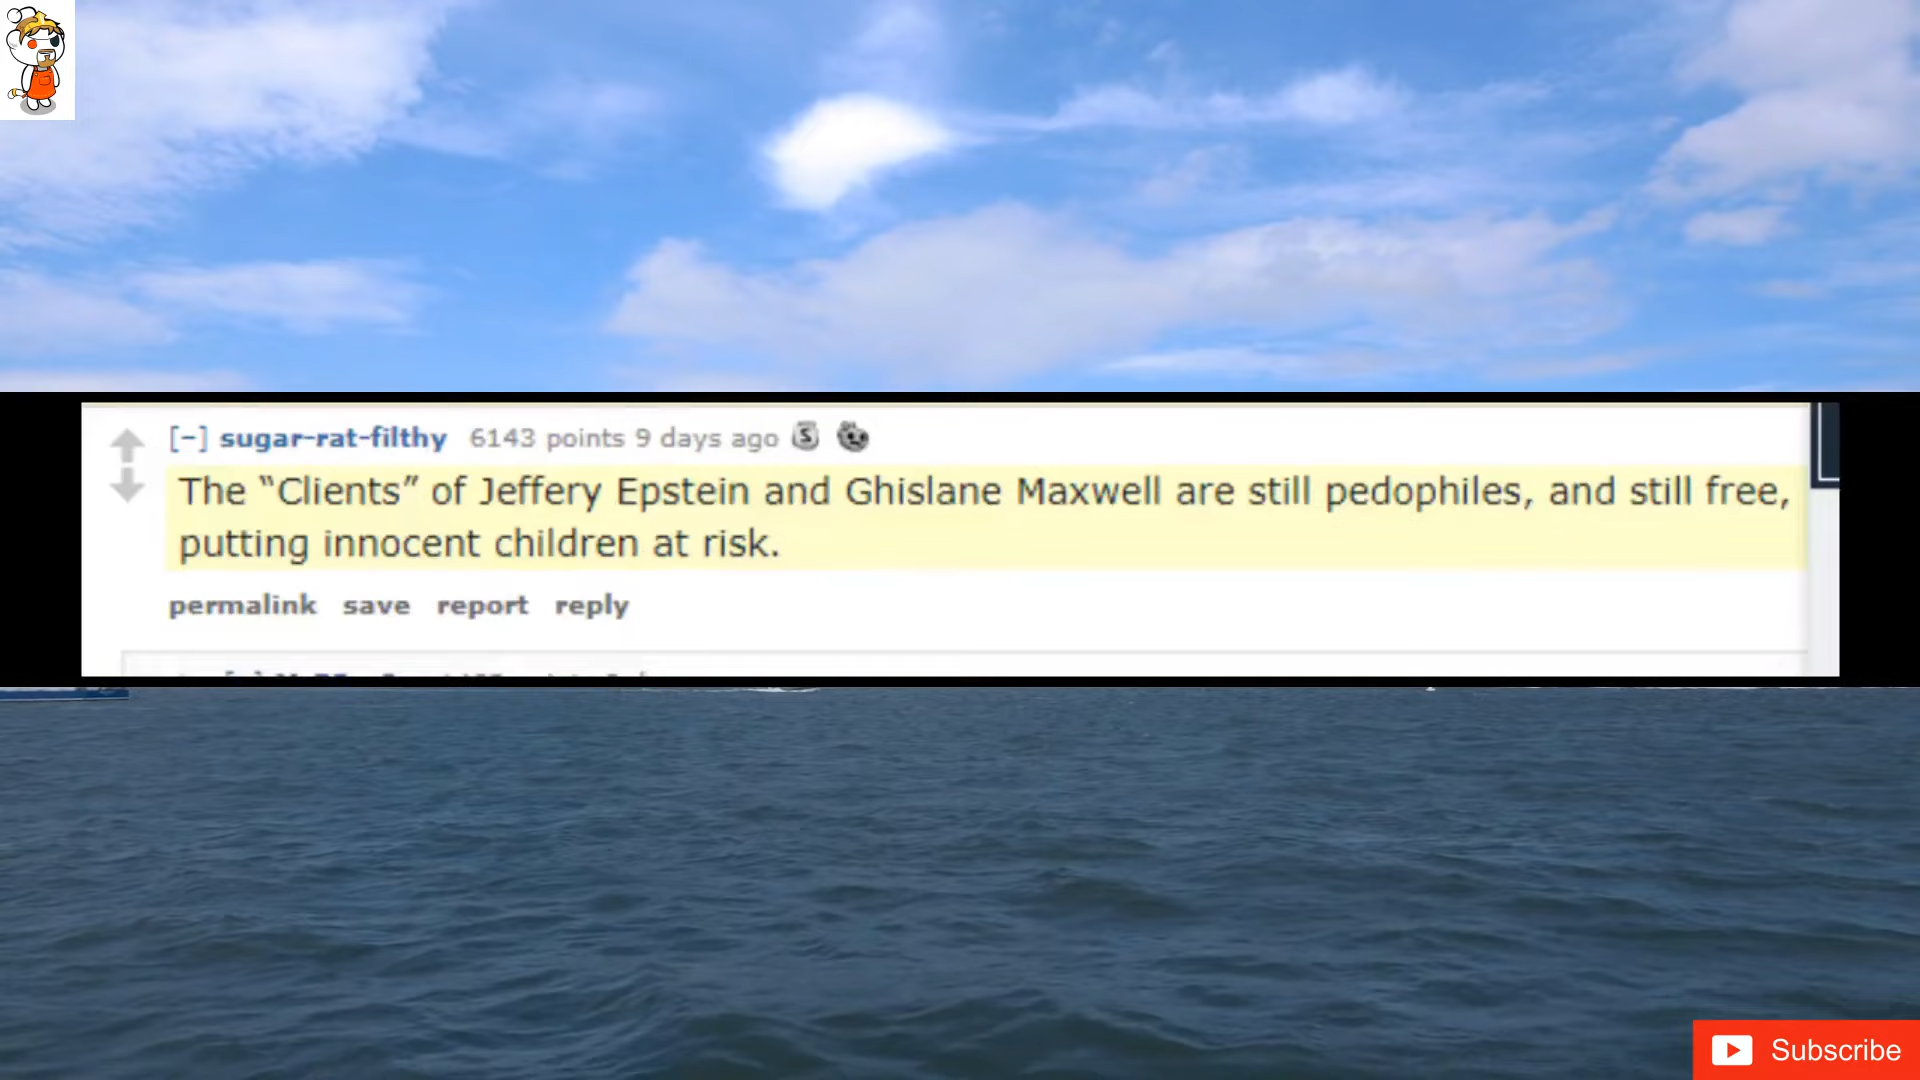 [-] sugar-rat-filthy 6143 points 9 days ago S
The “Clients” of Jeffery Epstein and Ghislane Maxwell are still pedophiles, and still free,
putting innocent children at risk.
permalink save report reply
Subscribe